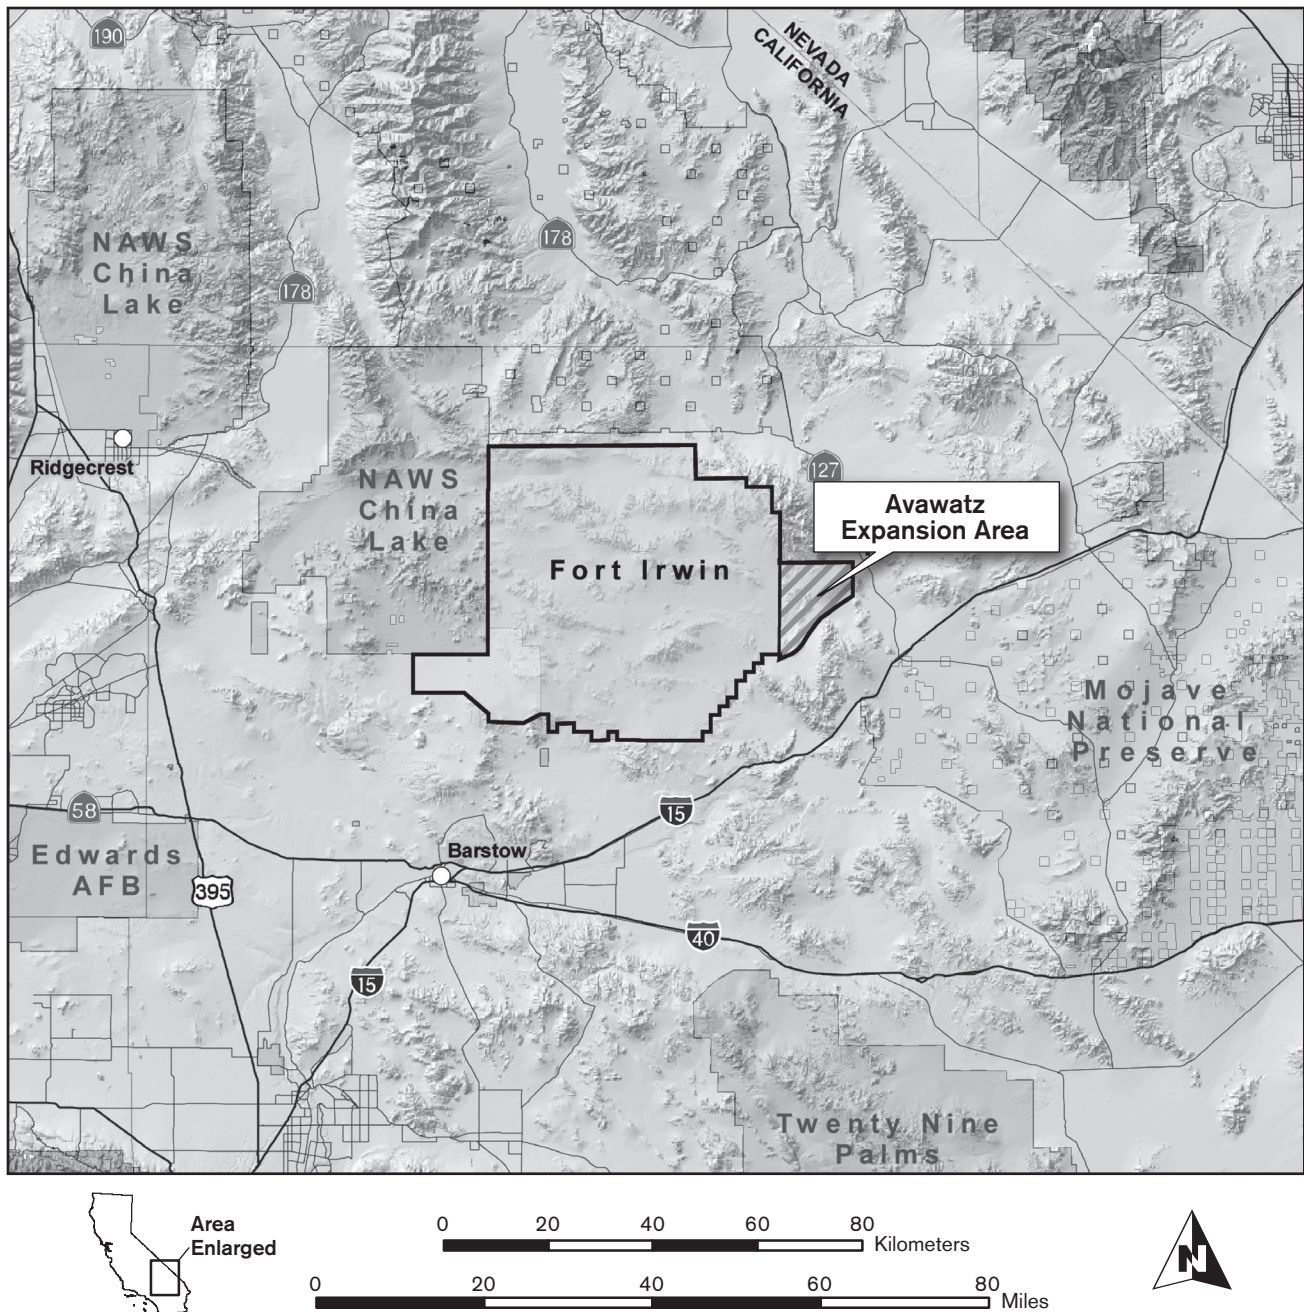 190
NEVADA
CALIFORNIA
NAWS
China
Lake
178
178
Ridgecrest
NAWS
China
Lake
127
Avawatz
Expansion Area
Fort Irwin
Mojave
National
Preserve
58
15
Edwards
AFB
Barstow
395
40
15
Twenty Nine
Palms
Area
Enlarged
0 20 40 60 80
Kilometers
0 20 40 60 80
Miles
N